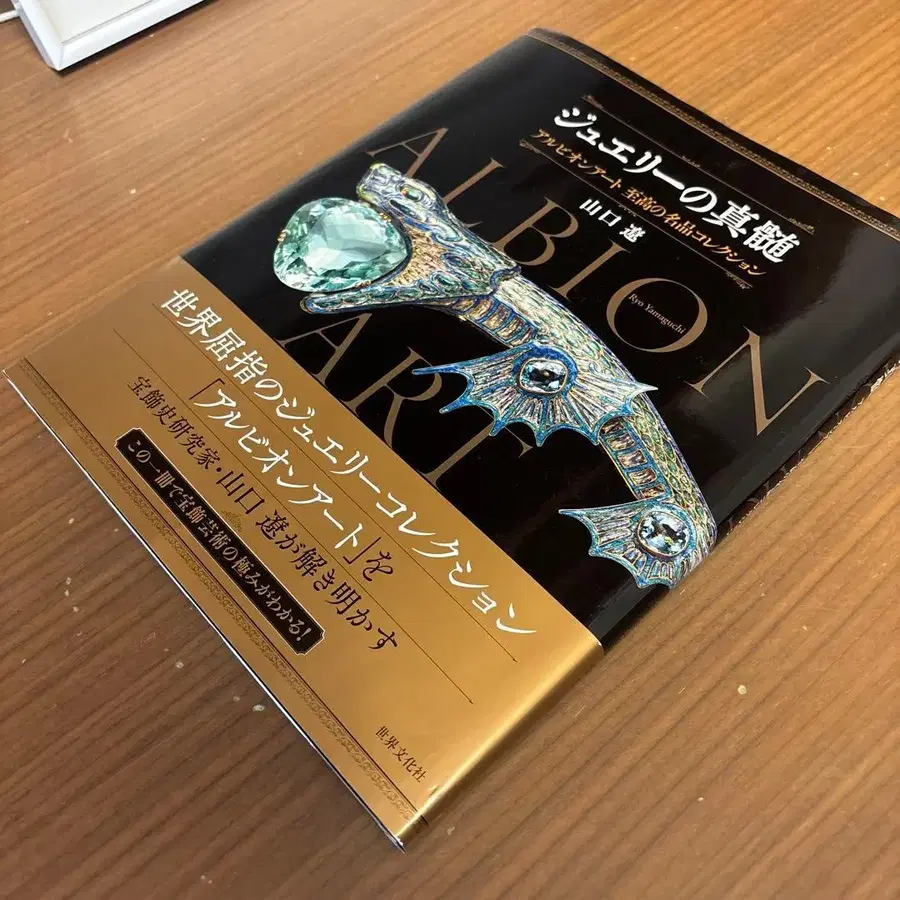 ジュエリーの真髄
アルビオンアート 至高の名品コレクション
山口 遼
Ryo Yamaguchi
ALBION
ART
世界屈指のジュエリーコレクション
「アルビオンアート」を
宝飾史研究家・山口 遼が解き明かす
この一冊で宝飾芸術の極みがわかる!
世界文化社